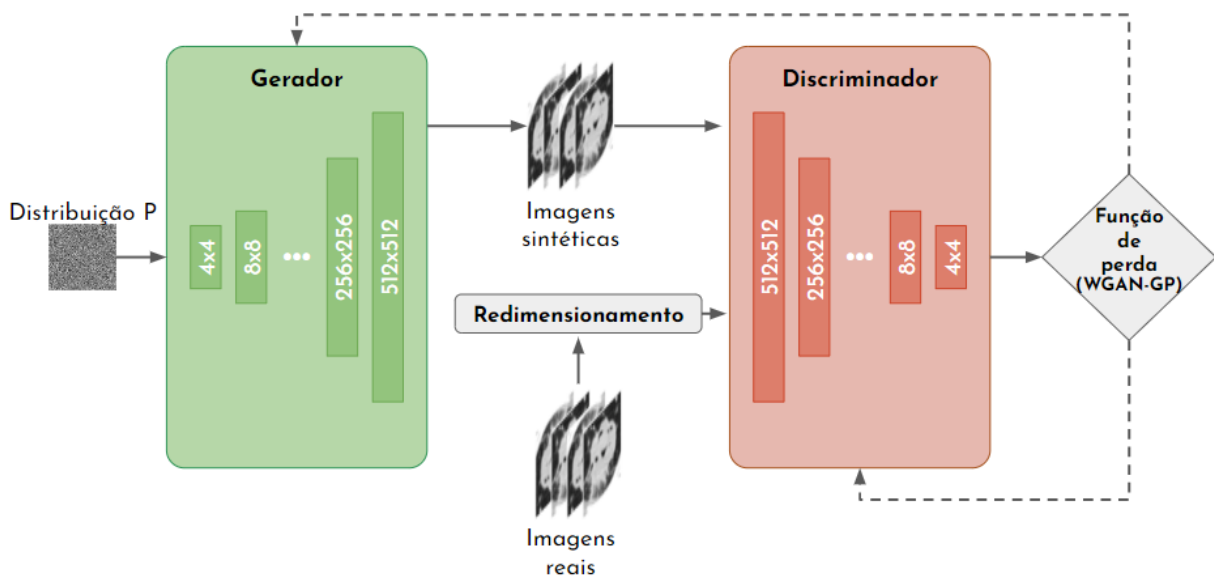 Distribuição P
Gerador
4x4
8x8
...
256x256
512x512
Imagens
sintéticas
Redimensionamento
Imagens
reais
Discriminador
512x512
256x256
...
8x8
4x4
Função
de
perda
(WGAN-GP)